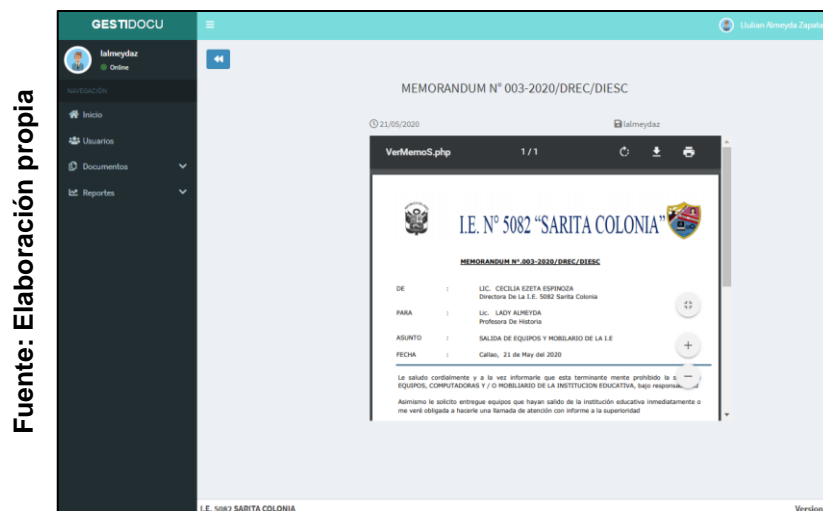 Fuente: Elaboración propia
GESTIDOCU
Llulian Almeyda Zapata
lalmeydaz
Online
NAVEGACIÓN
Inicio
Usuarios
Documentos
Reportes
MEMORANDUM N° 003-2020/DREC/DIESC
21/05/2020 lalmeydaz
VerMemoS.php 1 / 1
I.E. N° 5082 “SARITA COLONIA”
MEMORANDUM N°.003-2020/DREC/DIESC
DE : LIC. CECILIA EZETA ESPINOZA
Directora De La I.E. 5082 Sarita Colonia
PARA : Lic. LADY ALMEYDA
Profesora De Historia
ASUNTO : SALIDA DE EQUIPOS Y MOBILARIO DE LA I.E
FECHA : Callao, 21 de May del 2020
Le saludo cordialmente y a la vez informarle que esta terminante mente prohibido la
EQUIPOS, COMPUTADORAS Y / O MOBILIARIO DE LA INSTITUCION EDUCATIVA, bajo
Asimismo le solicito entregue equipos que hayan salido de la institución educativa inmediatamente o
me veré obligada a hacerle una llamada de atención con informe a la superioridad
I.E. 5082 SARITA COLONIA
Version